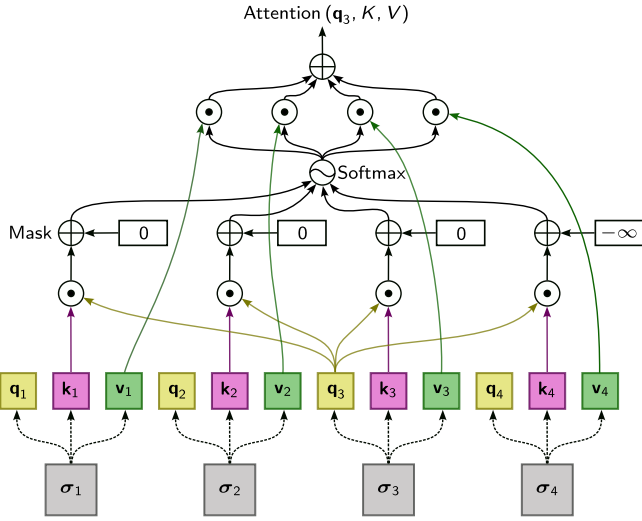 Attention (q₃, K, V)
Softmax
Mask 0 0 0 −∞
q₁ k₁ v₁ q₂ k₂ v₂ q₃ k₃ v₃ q₄ k₄ v₄
σ₁ σ₂ σ₃ σ₄